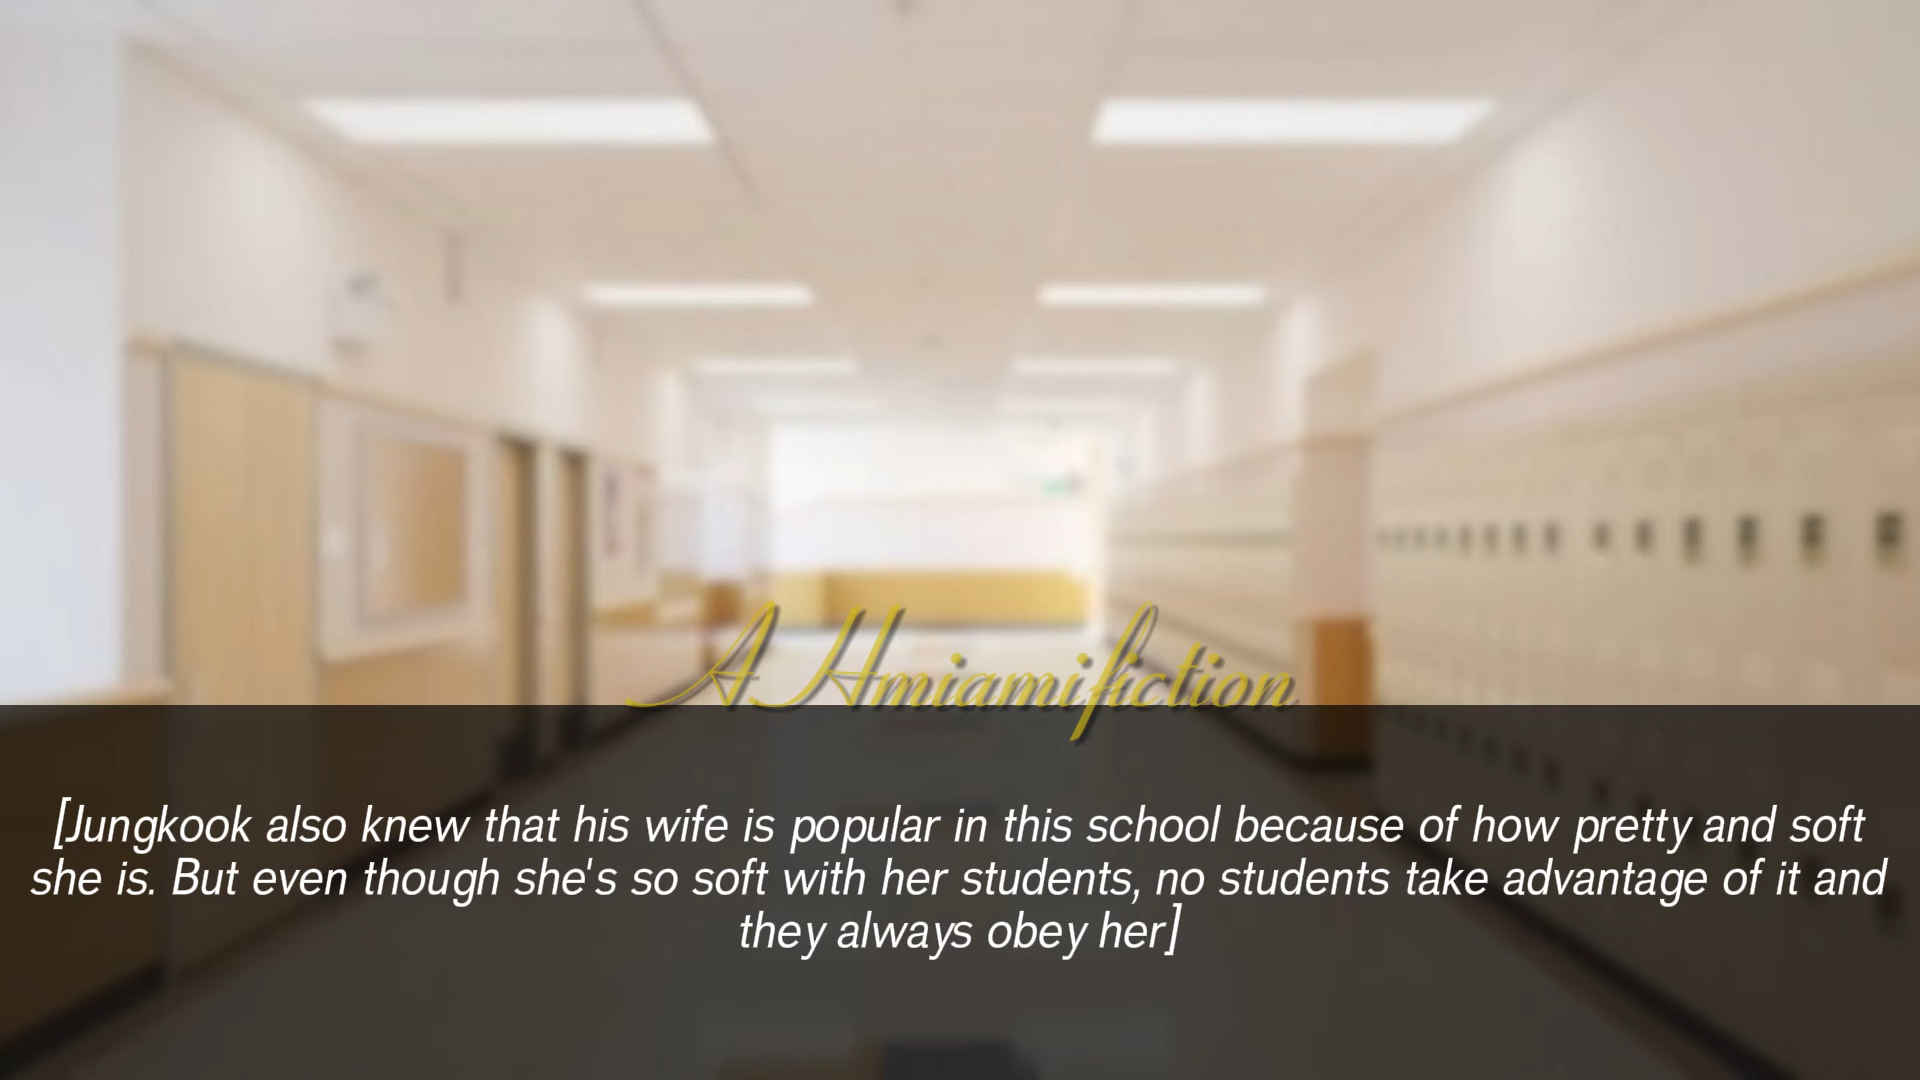 A Hmiamifiction
[Jungkook also knew that his wife is popular in this school because of how pretty and soft
she is. But even though she's so soft with her students, no students take advantage of it and
they always obey her]